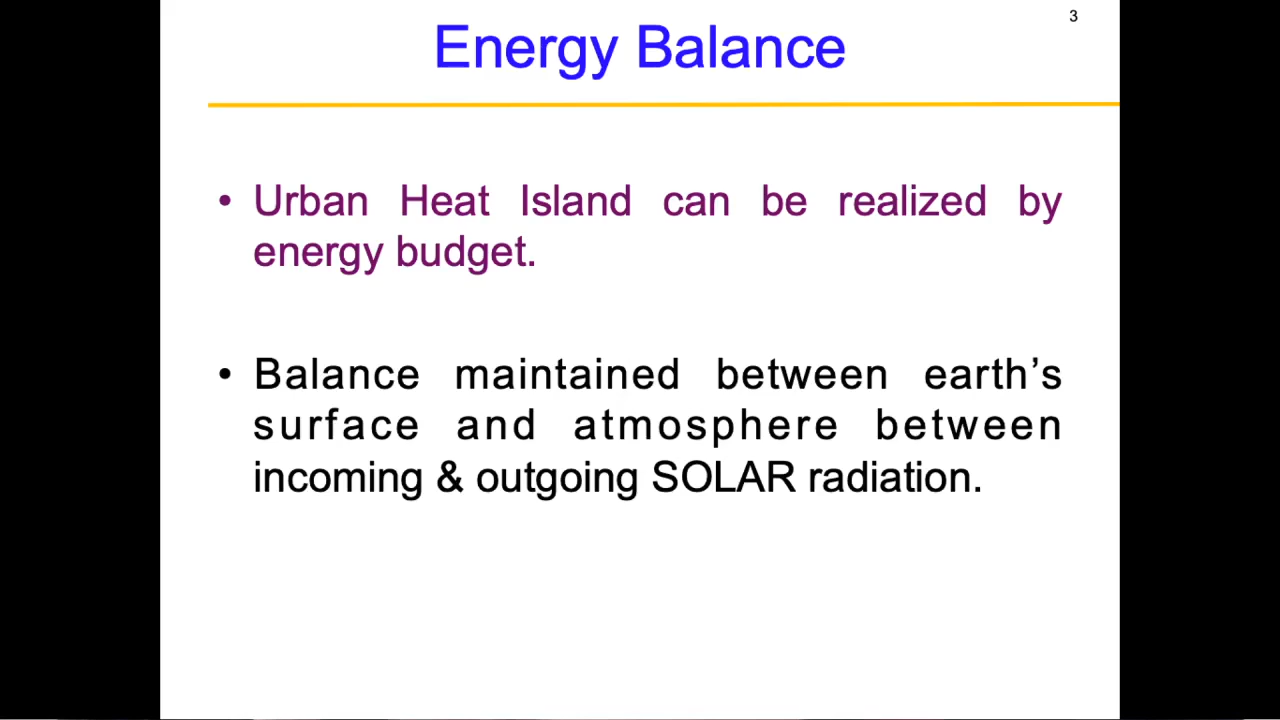 3
Energy Balance
• Urban Heat Island can be realized by
energy budget.
• Balance maintained between earth’s
surface and atmosphere between
incoming & outgoing SOLAR radiation.